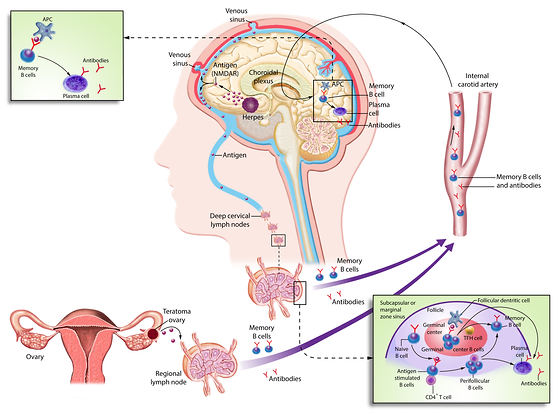 APC
Memory
B cells
Antibodies
Plasma cell
Venous
sinus
Venous
sinus
Antigen
(NMDAR)
Choroidal
plexus
Herpes
APC
Memory
B cell
Plasma
cell
Antibodies
Internal
carotid artery
Memory B cells
and antibodies
Antigen
Deep cervical
lymph nodes
Memory
B cells
Antibodies
Teratoma
ovary
Ovary
Regional
lymph node
Memory
B cells
Antibodies
Subcapsular or
marginal
zone sinus
Follicular dentritic cell
Follicle
Memory
B cell
Germinal
center
TFH cell
Naive
B cell
Germinal
center B cells
Plasma
cell
Antigen
stimulated
B cells
Perifollicular
B cells
Antibodies
CD4+ T cell